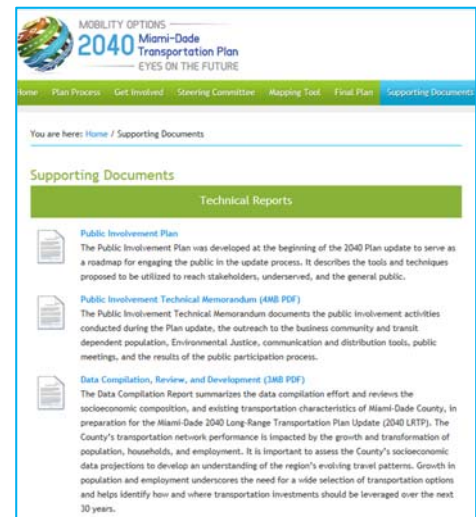 MOBILITY OPTIONS
2040 Miami-Dade
Transportation Plan
EYES ON THE FUTURE
Home Plan Process Get Involved Steering Committee Mapping Tool Final Plan Supporting Documents
You are here: Home / Supporting Documents
Supporting Documents
Technical Reports
Public Involvement Plan
The Public Involvement Plan was developed at the beginning of the 2040 Plan update to serve as
a roadmap for engaging the public in the update process. It describes the tools and techniques
proposed to be utilized to reach stakeholders, underserved, and the general public.
Public Involvement Technical Memorandum (4MB PDF)
The Public Involvement Technical Memorandum documents the public involvement activities
conducted during the Plan update, the outreach to the business community and transit
dependent population, Environmental Justice, communication and distribution tools, public
meetings, and the results of the public participation process.
Data Compilation, Review, and Development (3MB PDF)
The Data Compilation Report summarizes the data compilation effort and reviews the
socioeconomic composition, and existing transportation characteristics of Miami-Dade County, in
preparation for the Miami-Dade 2040 Long-Range Transportation Plan Update (2040 LRTP). The
County's transportation network performance is impacted by the growth and transformation of
population, households, and employment. It is important to assess the County's socioeconomic
data projections to develop an understanding of the region's evolving travel patterns. Growth in
population and employment underscores the need for a wide selection of transportation options
and helps identify how and where transportation investments should be leveraged over the next
30 years.